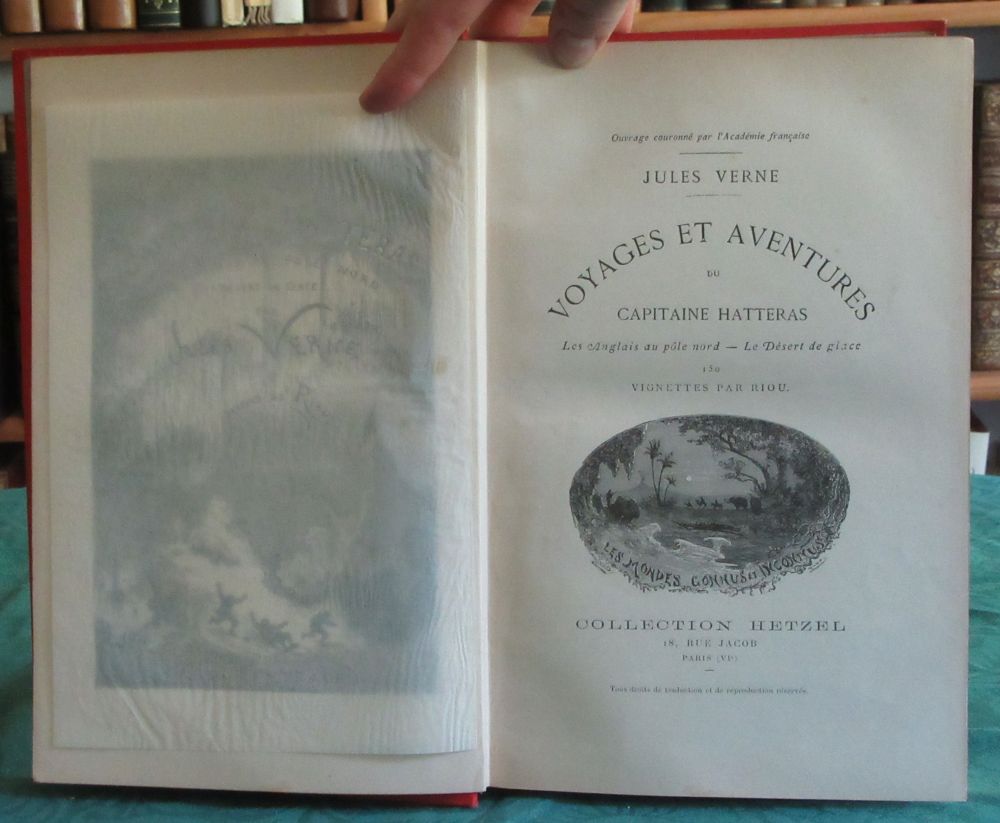 Ouvrage couronné par l'Académie française
JULES VERNE
VOYAGES ET AVENTURES
DU
CAPITAINE HATTERAS
Les Anglais au pôle nord — Le Désert de glace
150
VIGNETTES PAR RIOU.
LES MONDES CONNUS ET INCONNUS
COLLECTION HETZEL
18, RUE JACOB
PARIS (VIe)
Tous droits de traduction et de reproduction réservés.
JULES VERNE